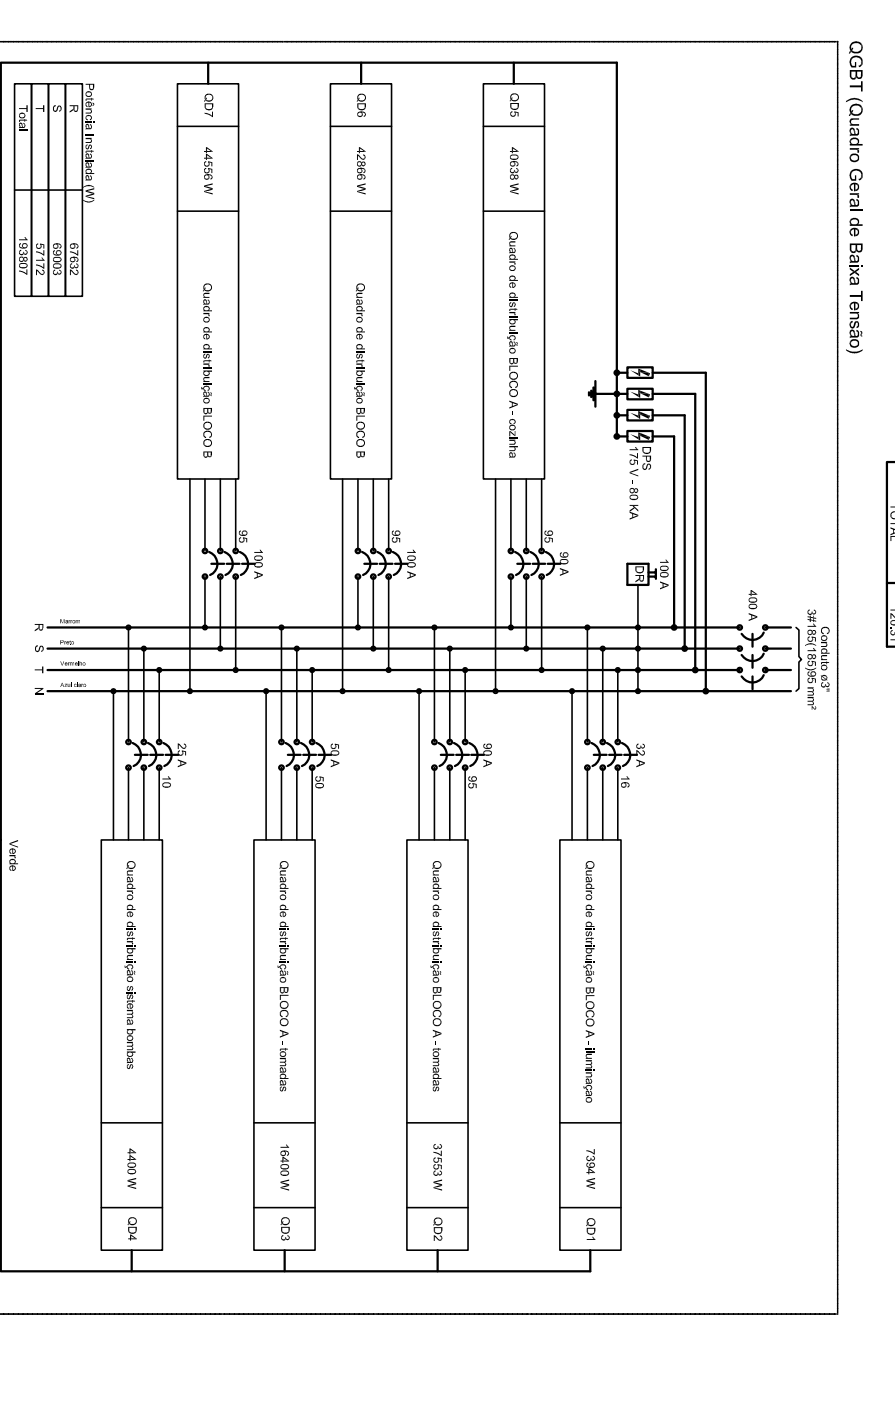 QGBT (Quadro Geral de Baixa Tensão)
TOTAL
Conduto ø3"
3#185(185)95 mm²
400 A
100 A
DR
DPS
175 V - 80 KA
QD5
40638 W
Quadro de distribuição BLOCO A - cozinha
90 A
95
QD6
42866 W
Quadro de distribuição BLOCO B
100 A
95
QD7
44556 W
Quadro de distribuição BLOCO B
100 A
95
Potência Instalada (W)
R 67632
S 69003
T 57172
Total 193807
R Marrom
S Preto
T Vermelho
N Azul claro
32 A
16
Quadro de distribuição BLOCO A - iluminaçao
7394 W
QD1
90 A
95
Quadro de distribuição BLOCO A - tomadas
37553 W
QD2
50 A
50
Quadro de distribuição BLOCO A - tomadas
16400 W
QD3
25 A
10
Quadro de distribuição sistema bombas
4400 W
QD4
Verde